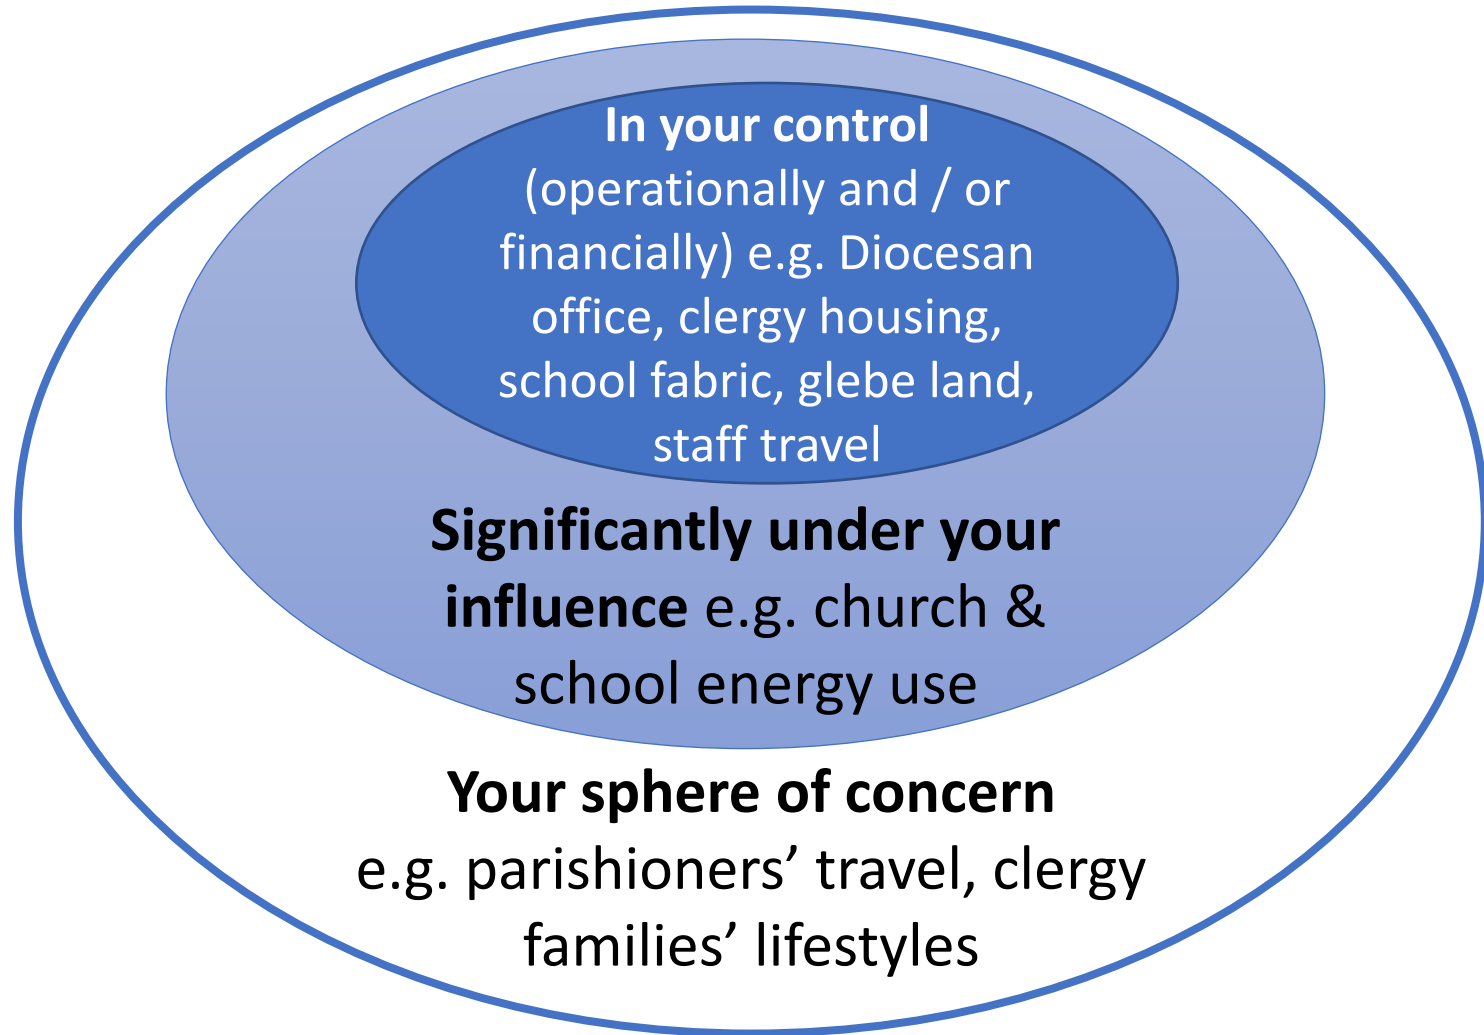 In your control
(operationally and / or
financially) e.g. Diocesan
office, clergy housing,
school fabric, glebe land,
staff travel
Significantly under your
influence e.g. church &
school energy use
Your sphere of concern
e.g. parishioners’ travel, clergy
families’ lifestyles